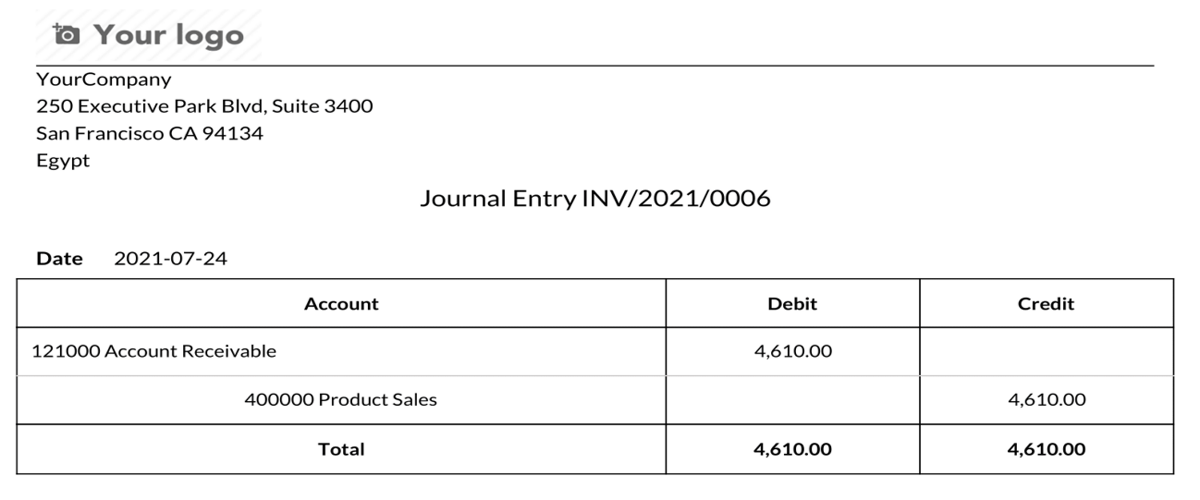 Your logo
YourCompany
250 Executive Park Blvd, Suite 3400
San Francisco CA 94134
Egypt
Journal Entry INV/2021/0006
Date 2021-07-24
Account Debit Credit
121000 Account Receivable 4,610.00
400000 Product Sales 4,610.00
Total 4,610.00 4,610.00